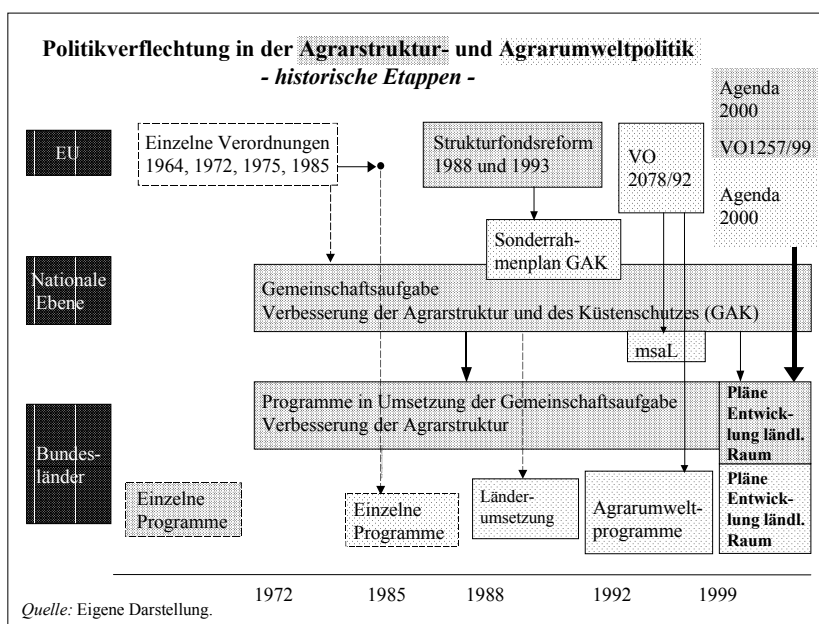 Politikverflechtung in der Agrarstruktur- und Agrarumweltpolitik
- historische Etappen -
Agenda
2000
VO1257/99
Agenda
2000
EU
Einzelne Verordnungen
1964, 1972, 1975, 1985
Strukturfondsreform
1988 und 1993
VO
2078/92
Sonderrah-
menplan GAK
Nationale
Ebene
Gemeinschaftsaufgabe
Verbesserung der Agrarstruktur und des Küstenschutzes (GAK)
msaL
Bundes-
länder
Programme in Umsetzung der Gemeinschaftsaufgabe
Verbesserung der Agrarstruktur
Pläne
Entwick-
lung ländl.
Raum
Pläne
Entwick-
lung ländl.
Raum
Einzelne
Programme
Einzelne
Programme
Länder-
umsetzung
Agrarumwelt-
programme
1972 1985 1988 1992 1999
Quelle: Eigene Darstellung.